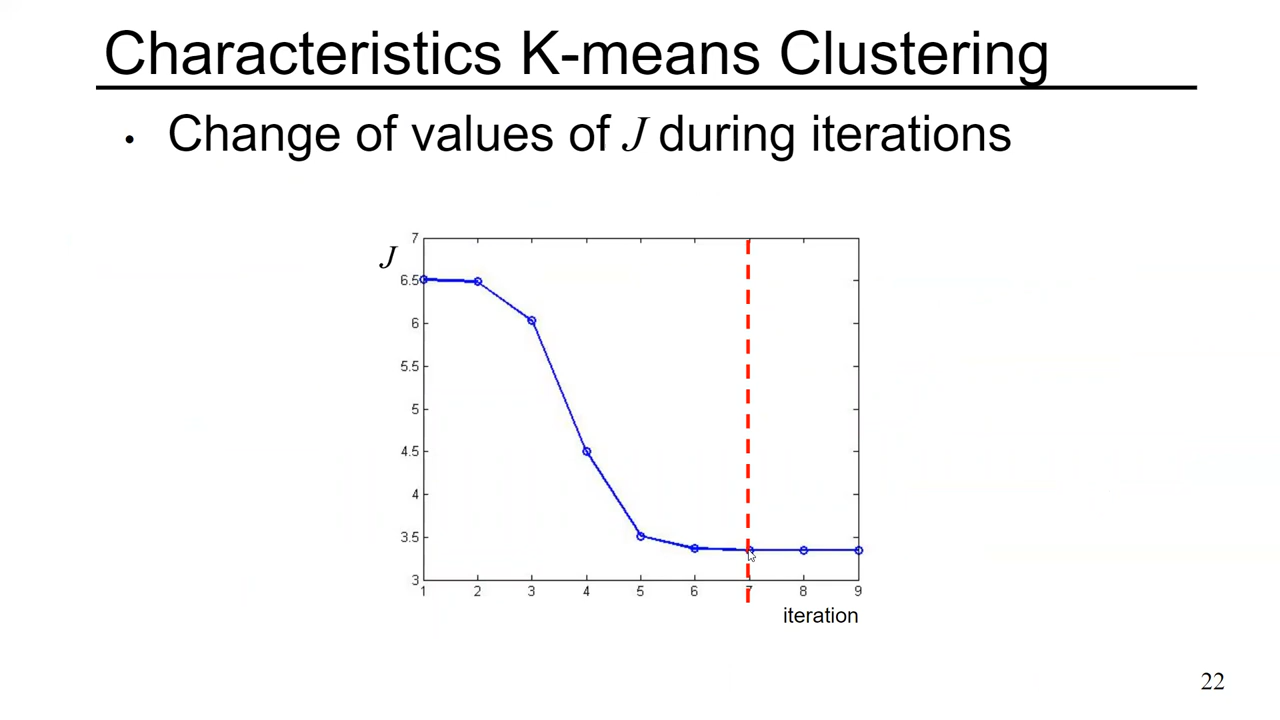 Characteristics K-means Clustering
• Change of values of J during iterations
J
7
6.5
6
5.5
5
4.5
4
3.5
3
1 2 3 4 5 6 7 8 9
iteration
22